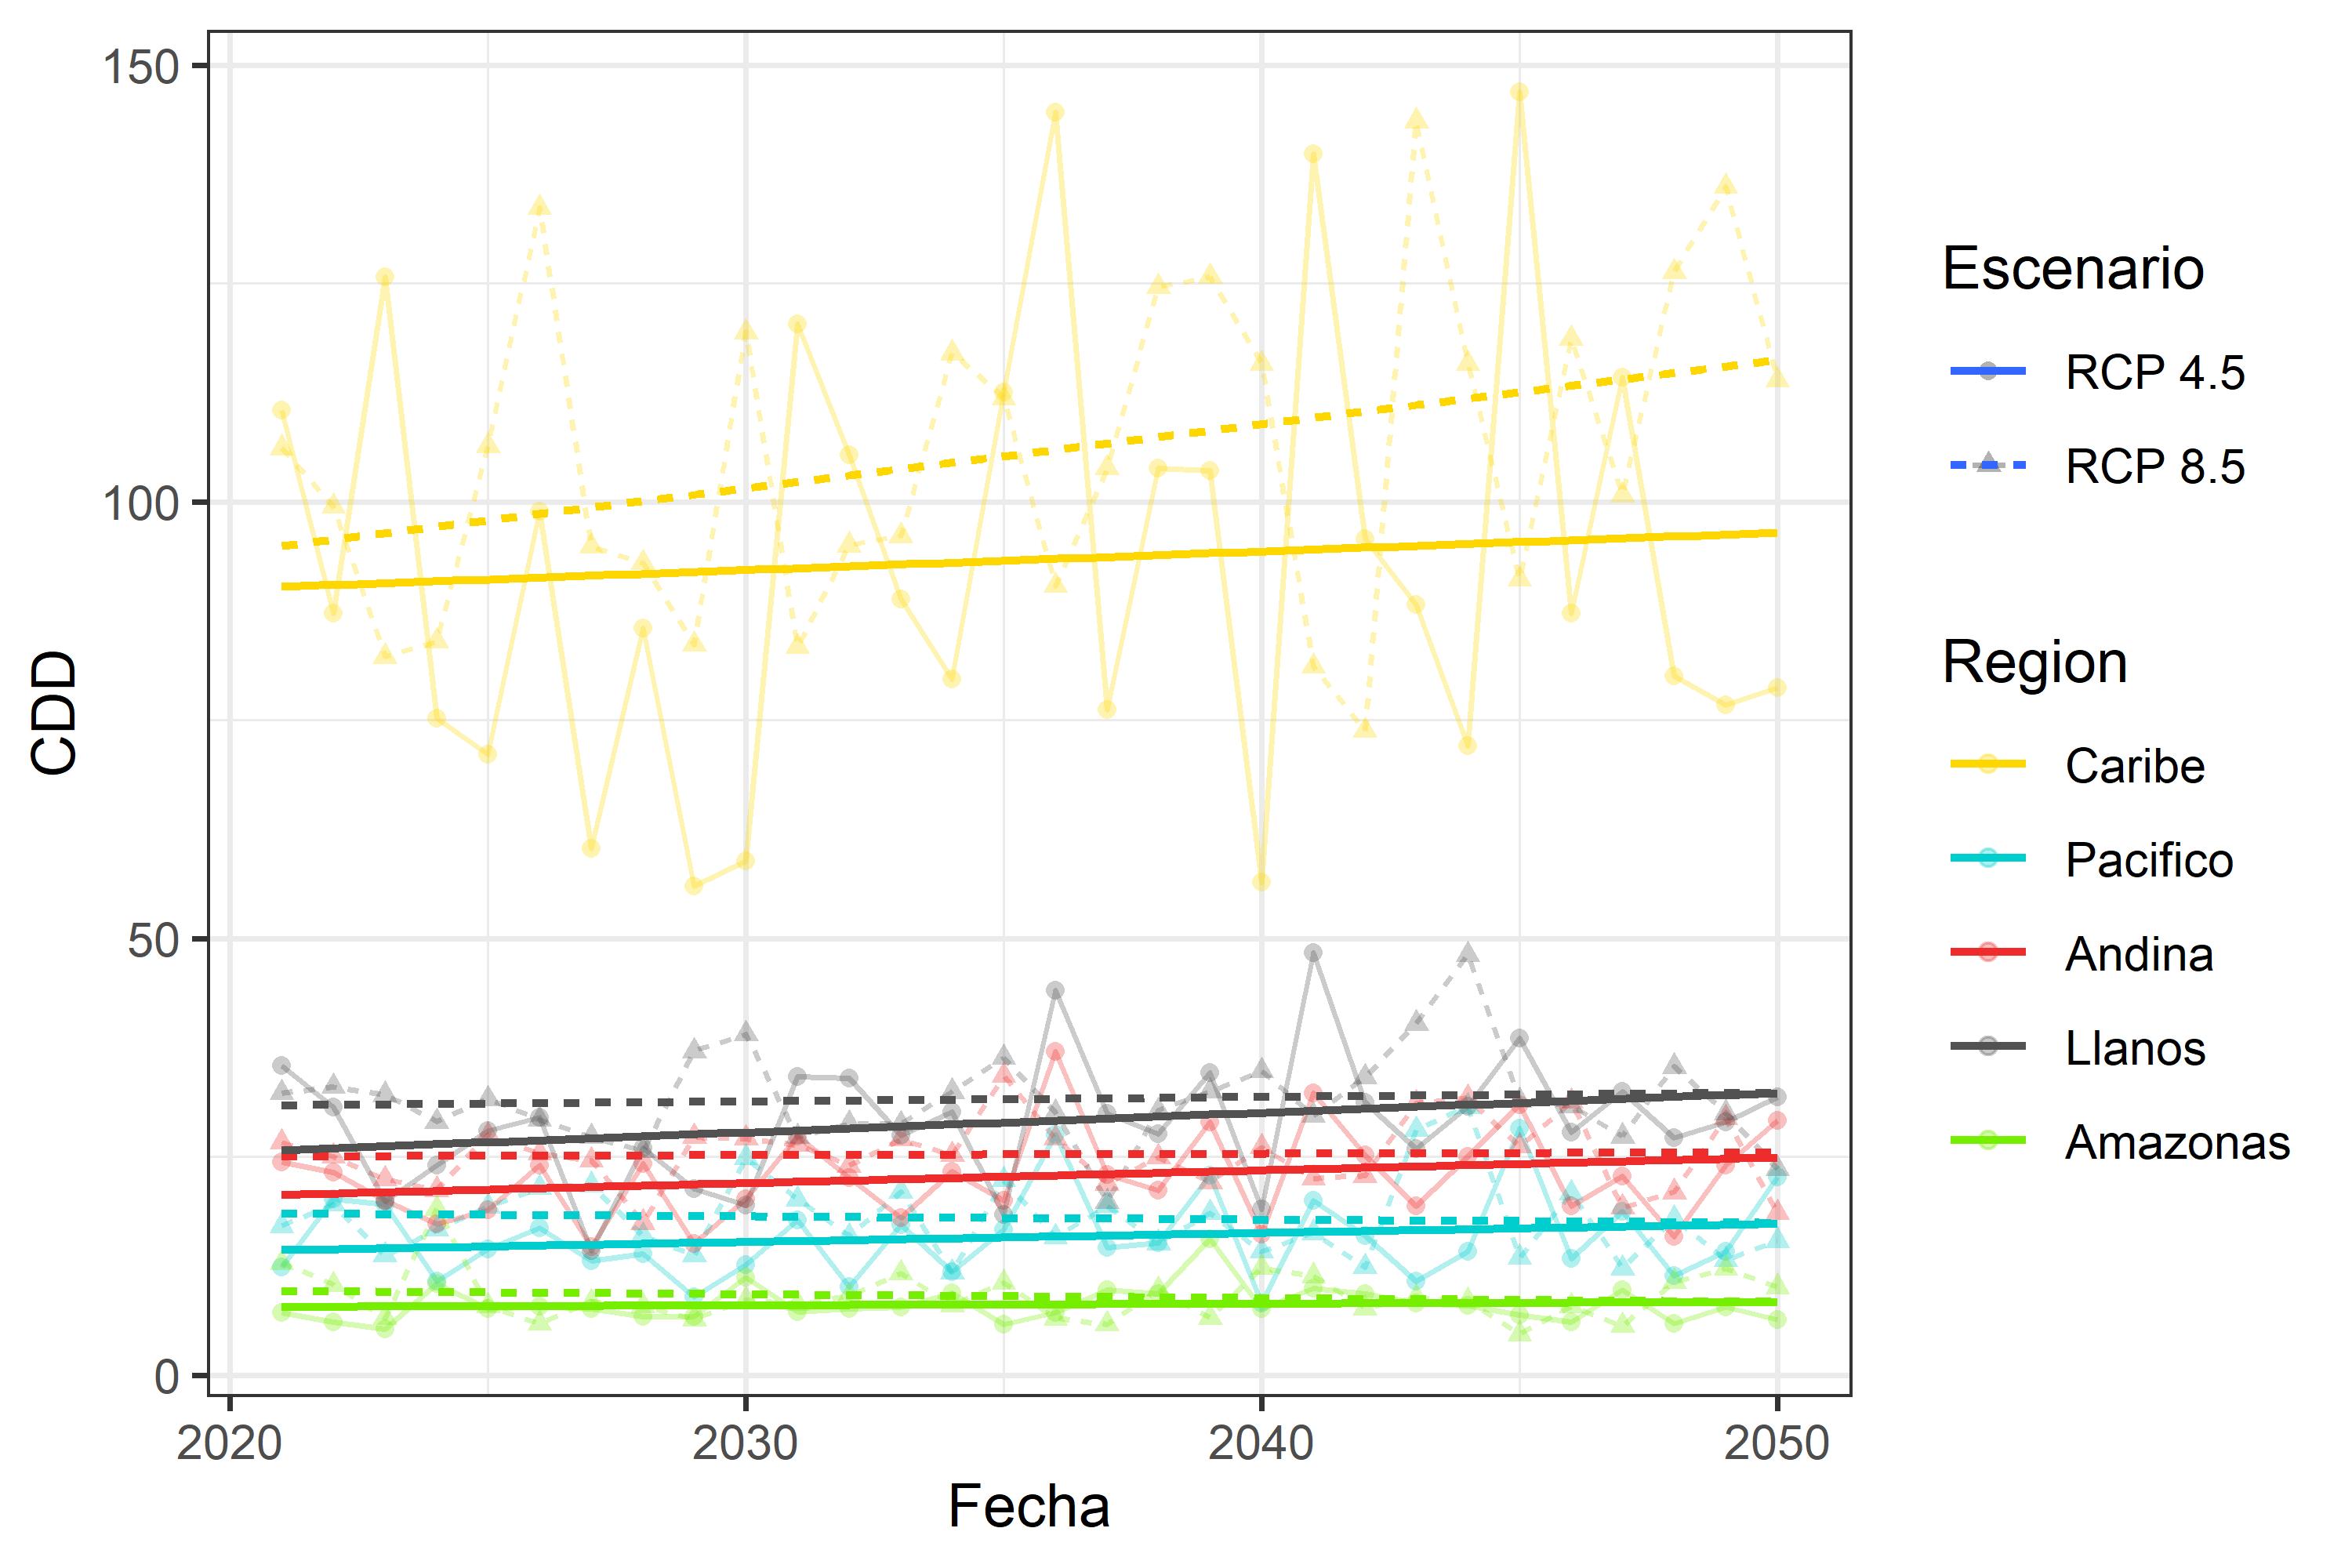 150
100
50
0
CDD
2020
2030
2040
2050
Fecha
Escenario
RCP 4.5
RCP 8.5
Region
Caribe
Pacifico
Andina
Llanos
Amazonas